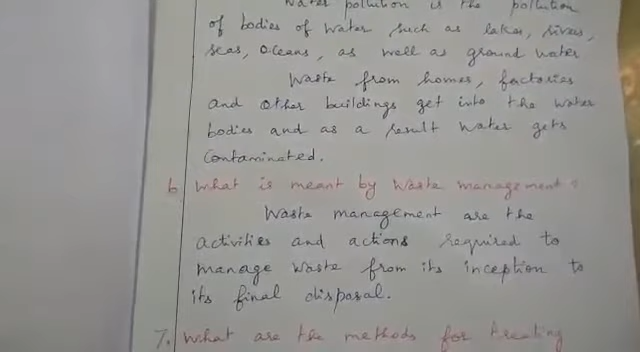 Water pollution is the pollution
of bodies of water such as lakes, rivers,
seas, oceans, as well as ground water
Waste from homes, factories
and other buildings get into the water
bodies and as a result water gets
contaminated.
6 What is meant by waste management?
Waste management are the
activities and actions required to
manage waste from its inception to
its final disposal.
7. What are the methods for treating